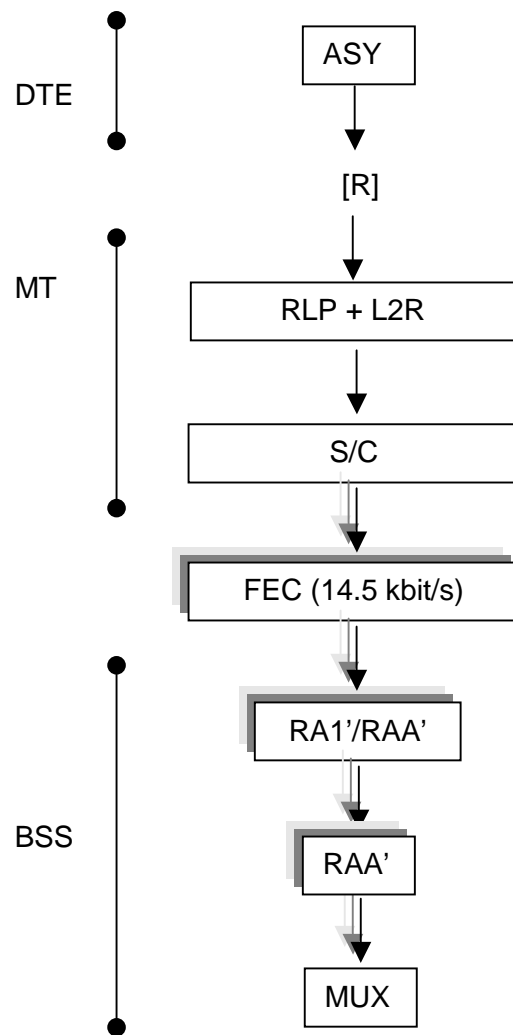 ASY
DTE
[R]
MT
RLP + L2R
S/C
FEC (14.5 kbit/s)
RA1’/RAA’
BSS
RAA’
MUX